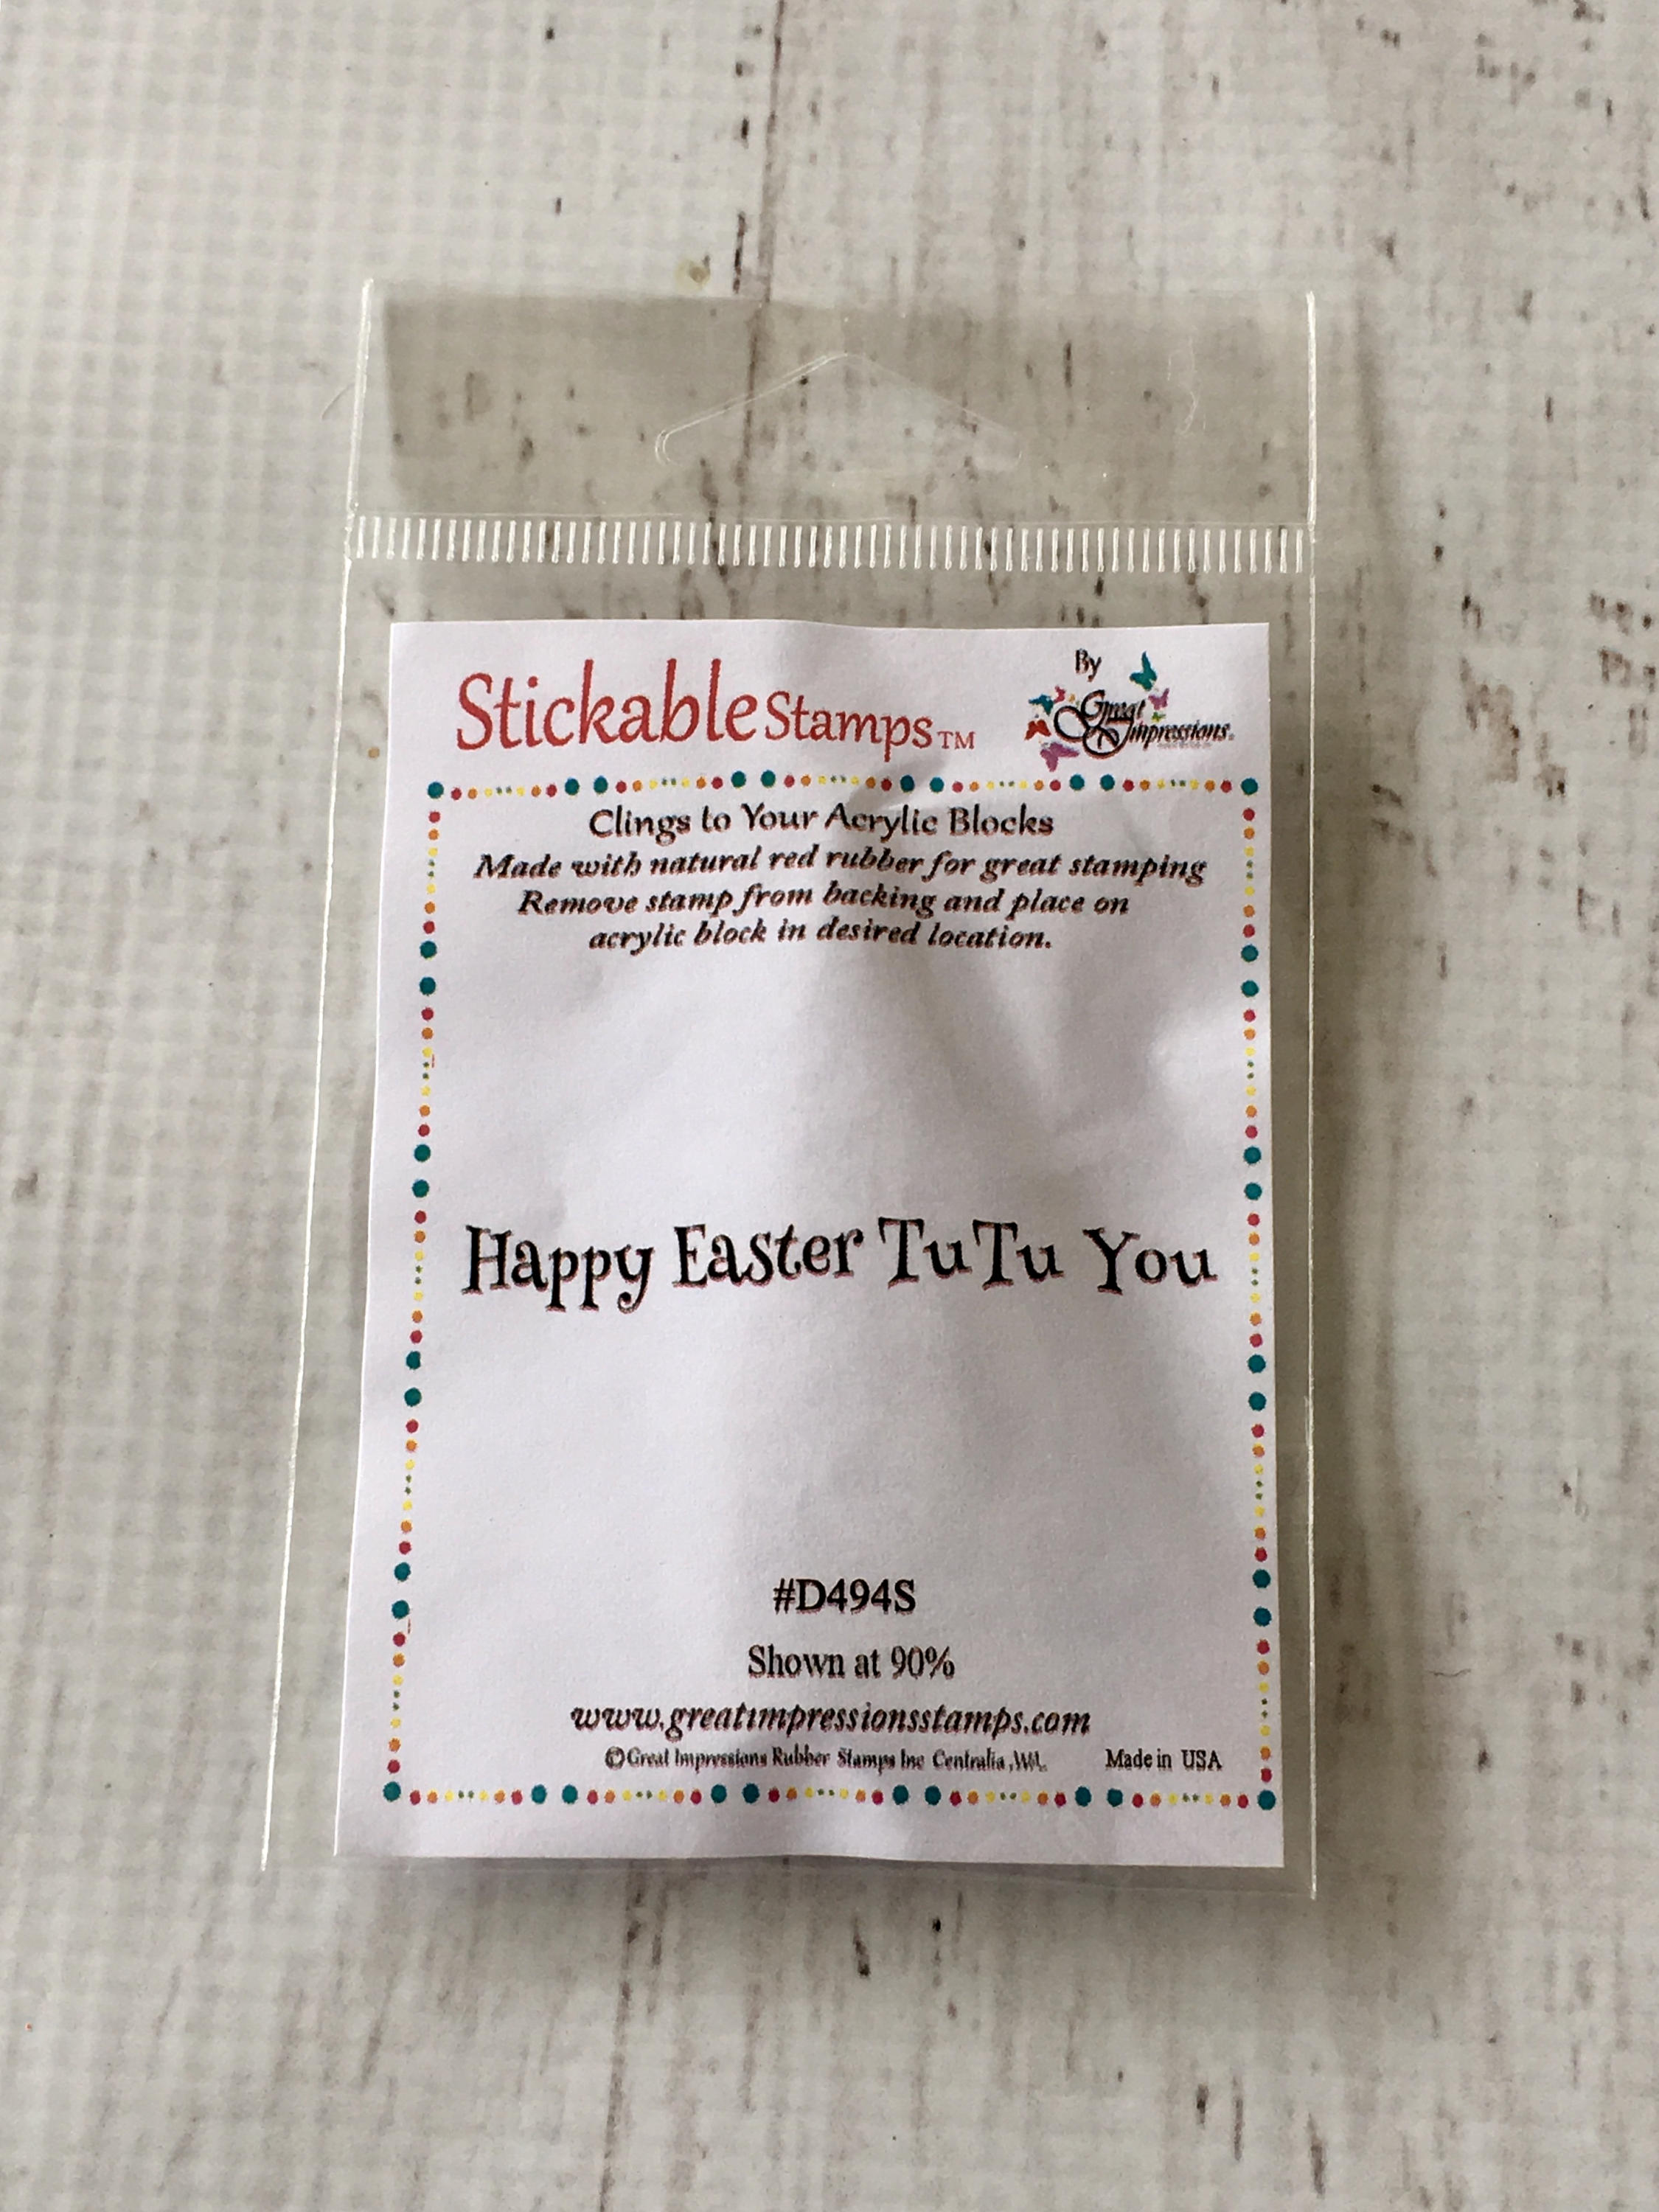 StickableStamps™
By
Great
Impressions
Clings to Your Acrylic Blocks
Made with natural red rubber for great stamping
Remove stamp from backing and place on
acrylic block in desired location.
Happy Easter TuTu You
#D494S
Shown at 90%
www.greatimpressionsstamps.com
©Great Impressions Rubber Stamps Inc Centralia, WA. Made in USA